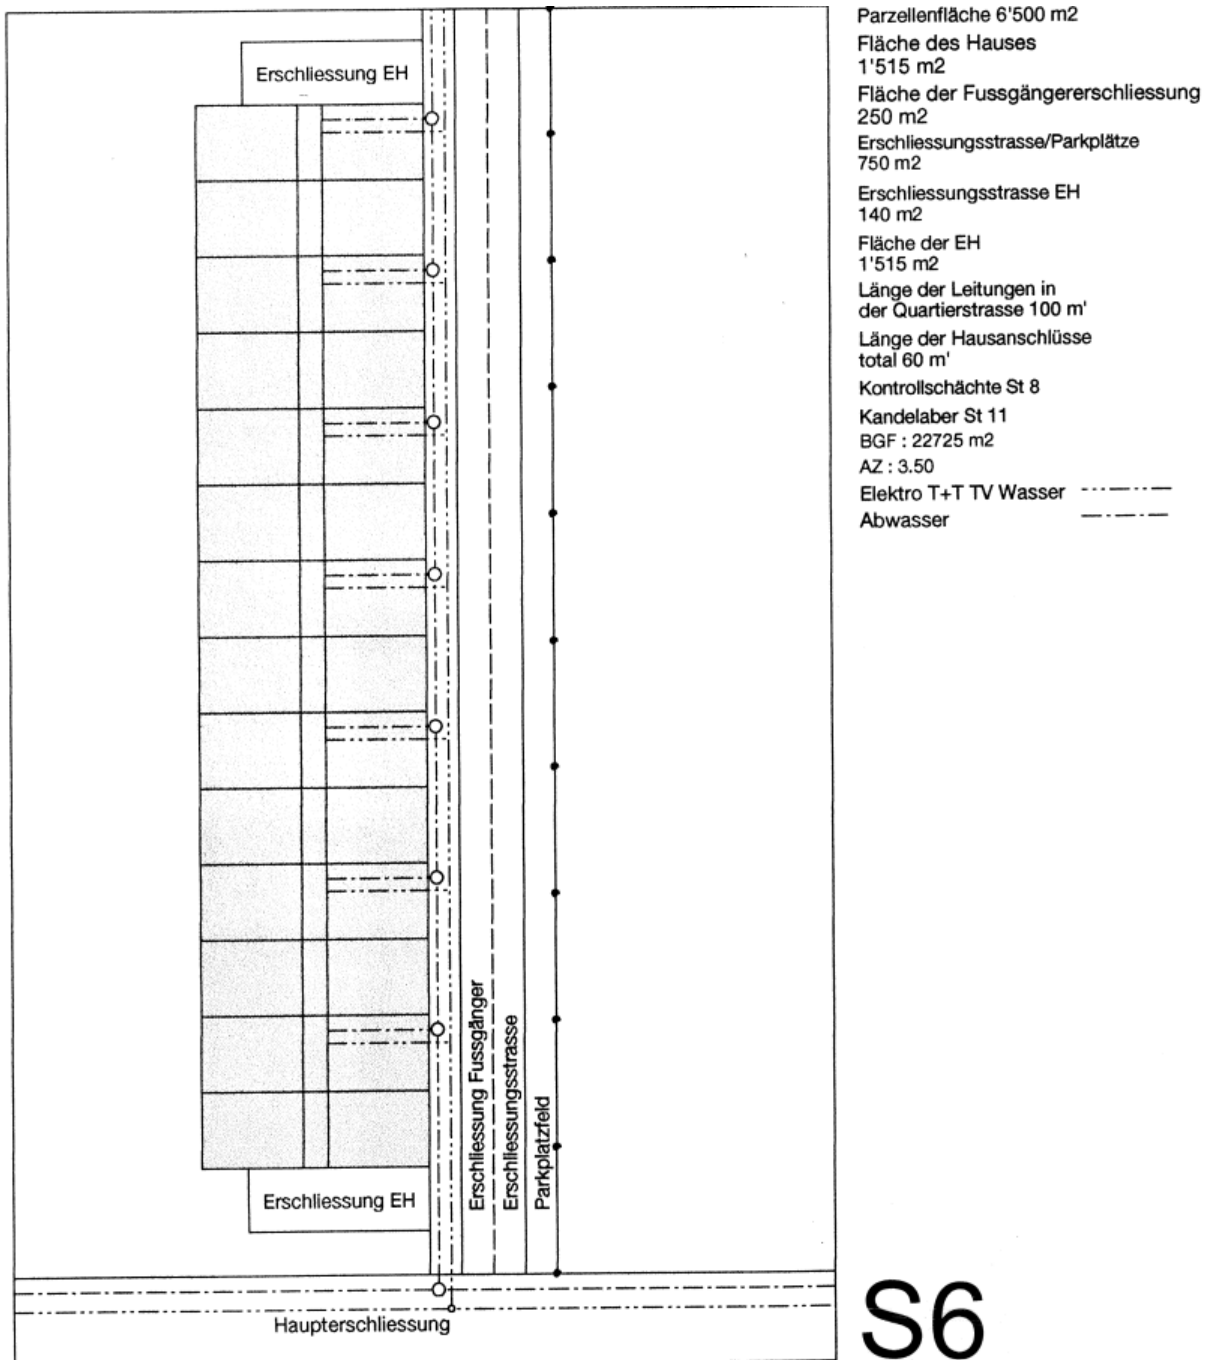 Erschliessung EH
Erschliessung Fussgänger
Erschliessungsstrasse
Parkplatzfeld
Erschliessung EH
Haupterschliessung
Parzellenfläche 6'500 m2
Fläche des Hauses
1'515 m2
Fläche der Fussgängererschliessung
250 m2
Erschliessungsstrasse/Parkplätze
750 m2
Erschliessungsstrasse EH
140 m2
Fläche der EH
1'515 m2
Länge der Leitungen in
der Quartierstrasse 100 m'
Länge der Hausanschlüsse
total 60 m'
Kontrollschächte St 8
Kandelaber St 11
BGF : 22725 m2
AZ : 3.50
Elektro T+T TV Wasser
Abwasser
S6